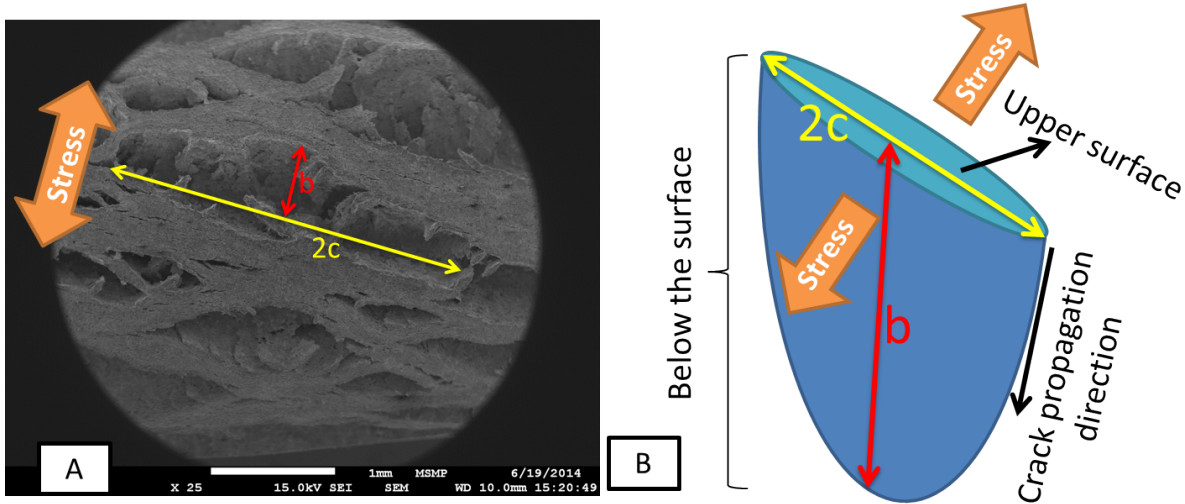 Stress
b
2c
A
1mm MSMP 6/19/2014
X 25 15.0kV SEI SEM WD 10.0mm 15:20:49
Stress
2c
Upper surface
Stress
b
Below the surface
Crack propagation
direction
B